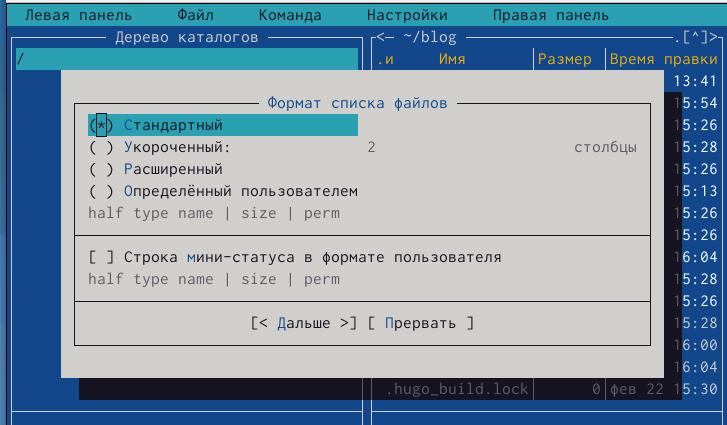 Левая панель Файл Команда Настройки Правая панель
Дерево каталогов <— ~/blog .[^]>
/ .и Имя Размер Время правки
13:41
Формат списка файлов 15:54
(*) Стандартный 15:26
( ) Укороченный: 2 столбцы 15:28
( ) Расширенный 15:26
( ) Определённый пользователем 15:13
half type name | size | perm 15:26
15:26
[ ] Строка мини-статуса в формате пользователя 16:04
half type name | size | perm 15:28
15:26
[< Дальше >] [ Прервать ] 15:28
16:00
16:04
.hugo_build.lock 0 фев 22 15:30